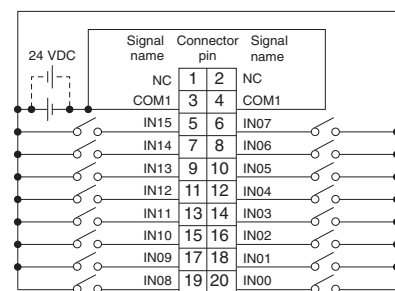 Signal name Connector pin Signal name
24 VDC
NC 1 2 NC
COM1 3 4 COM1
IN15 5 6 IN07
IN14 7 8 IN06
IN13 9 10 IN05
IN12 11 12 IN04
IN11 13 14 IN03
IN10 15 16 IN02
IN09 17 18 IN01
IN08 19 20 IN00